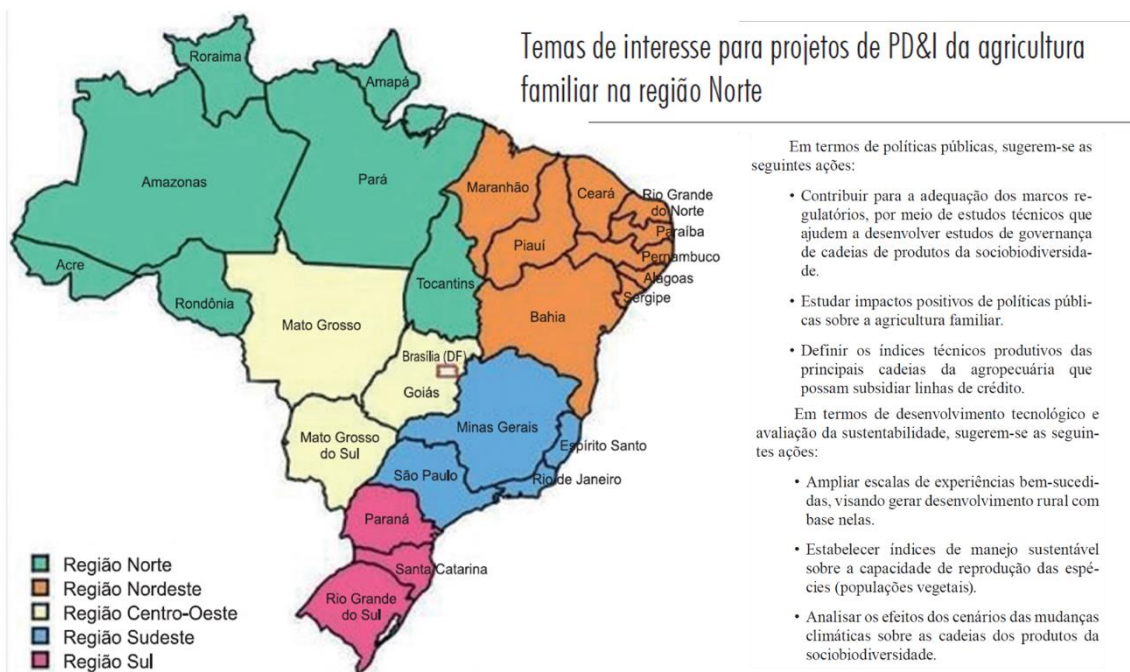 Temas de interesse para projetos de PD&I da agricultura
familiar na região Norte
Roraima
Amapá
Amazonas
Pará
Maranhão
Ceará
Rio Grande
do Norte
Paraíba
Piauí
Pernambuco
Acre
Alagoas
Rondônia
Tocantins
Sergipe
Mato Grosso
Bahia
Brasília (DF)
Goiás
Minas Gerais
Mato Grosso
do Sul
Espírito Santo
São Paulo
Rio de Janeiro
Paraná
Santa Catarina
Rio Grande
do Sul
Região Norte
Região Nordeste
Região Centro-Oeste
Região Sudeste
Região Sul
Em termos de políticas públicas, sugerem-se as
seguintes ações:
• Contribuir para a adequação dos marcos re-
gulatórios, por meio de estudos técnicos que
ajudem a desenvolver estudos de governança
de cadeias de produtos da sociobiodiversida-
de.
• Estudar impactos positivos de políticas públi-
cas sobre a agricultura familiar.
• Definir os índices técnicos produtivos das
principais cadeias da agropecuária que
possam subsidiar linhas de crédito.
Em termos de desenvolvimento tecnológico e
avaliação da sustentabilidade, sugerem-se as seguin-
tes ações:
• Ampliar escalas de experiências bem-sucedi-
das, visando gerar desenvolvimento rural com
base nelas.
• Estabelecer índices de manejo sustentável
sobre a capacidade de reprodução das espé-
cies (populações vegetais).
• Analisar os efeitos dos cenários das mudanças
climáticas sobre as cadeias dos produtos da
sociobiodiversidade.